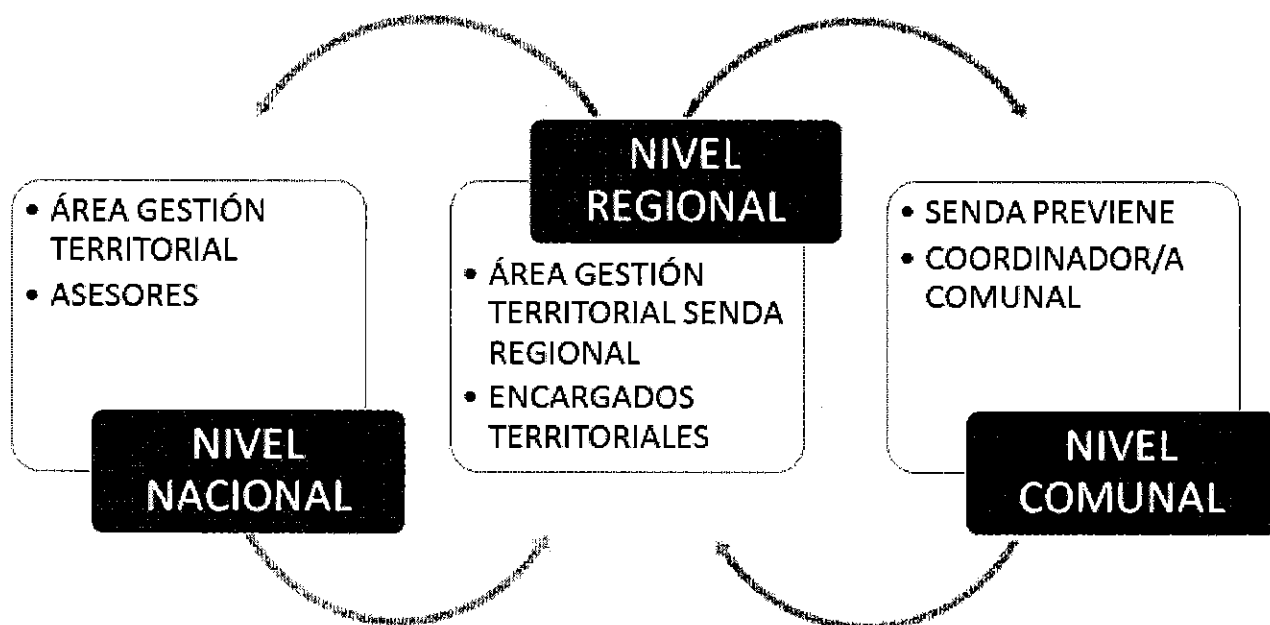 • ÁREA GESTIÓN
TERRITORIAL
• ASESORES
NIVEL
NACIONAL
NIVEL
REGIONAL
• ÁREA GESTIÓN
TERRITORIAL SENDA
REGIONAL
• ENCARGADOS
TERRITORIALES
• SENDA PREVIENE
• COORDINADOR/A
COMUNAL
NIVEL
COMUNAL